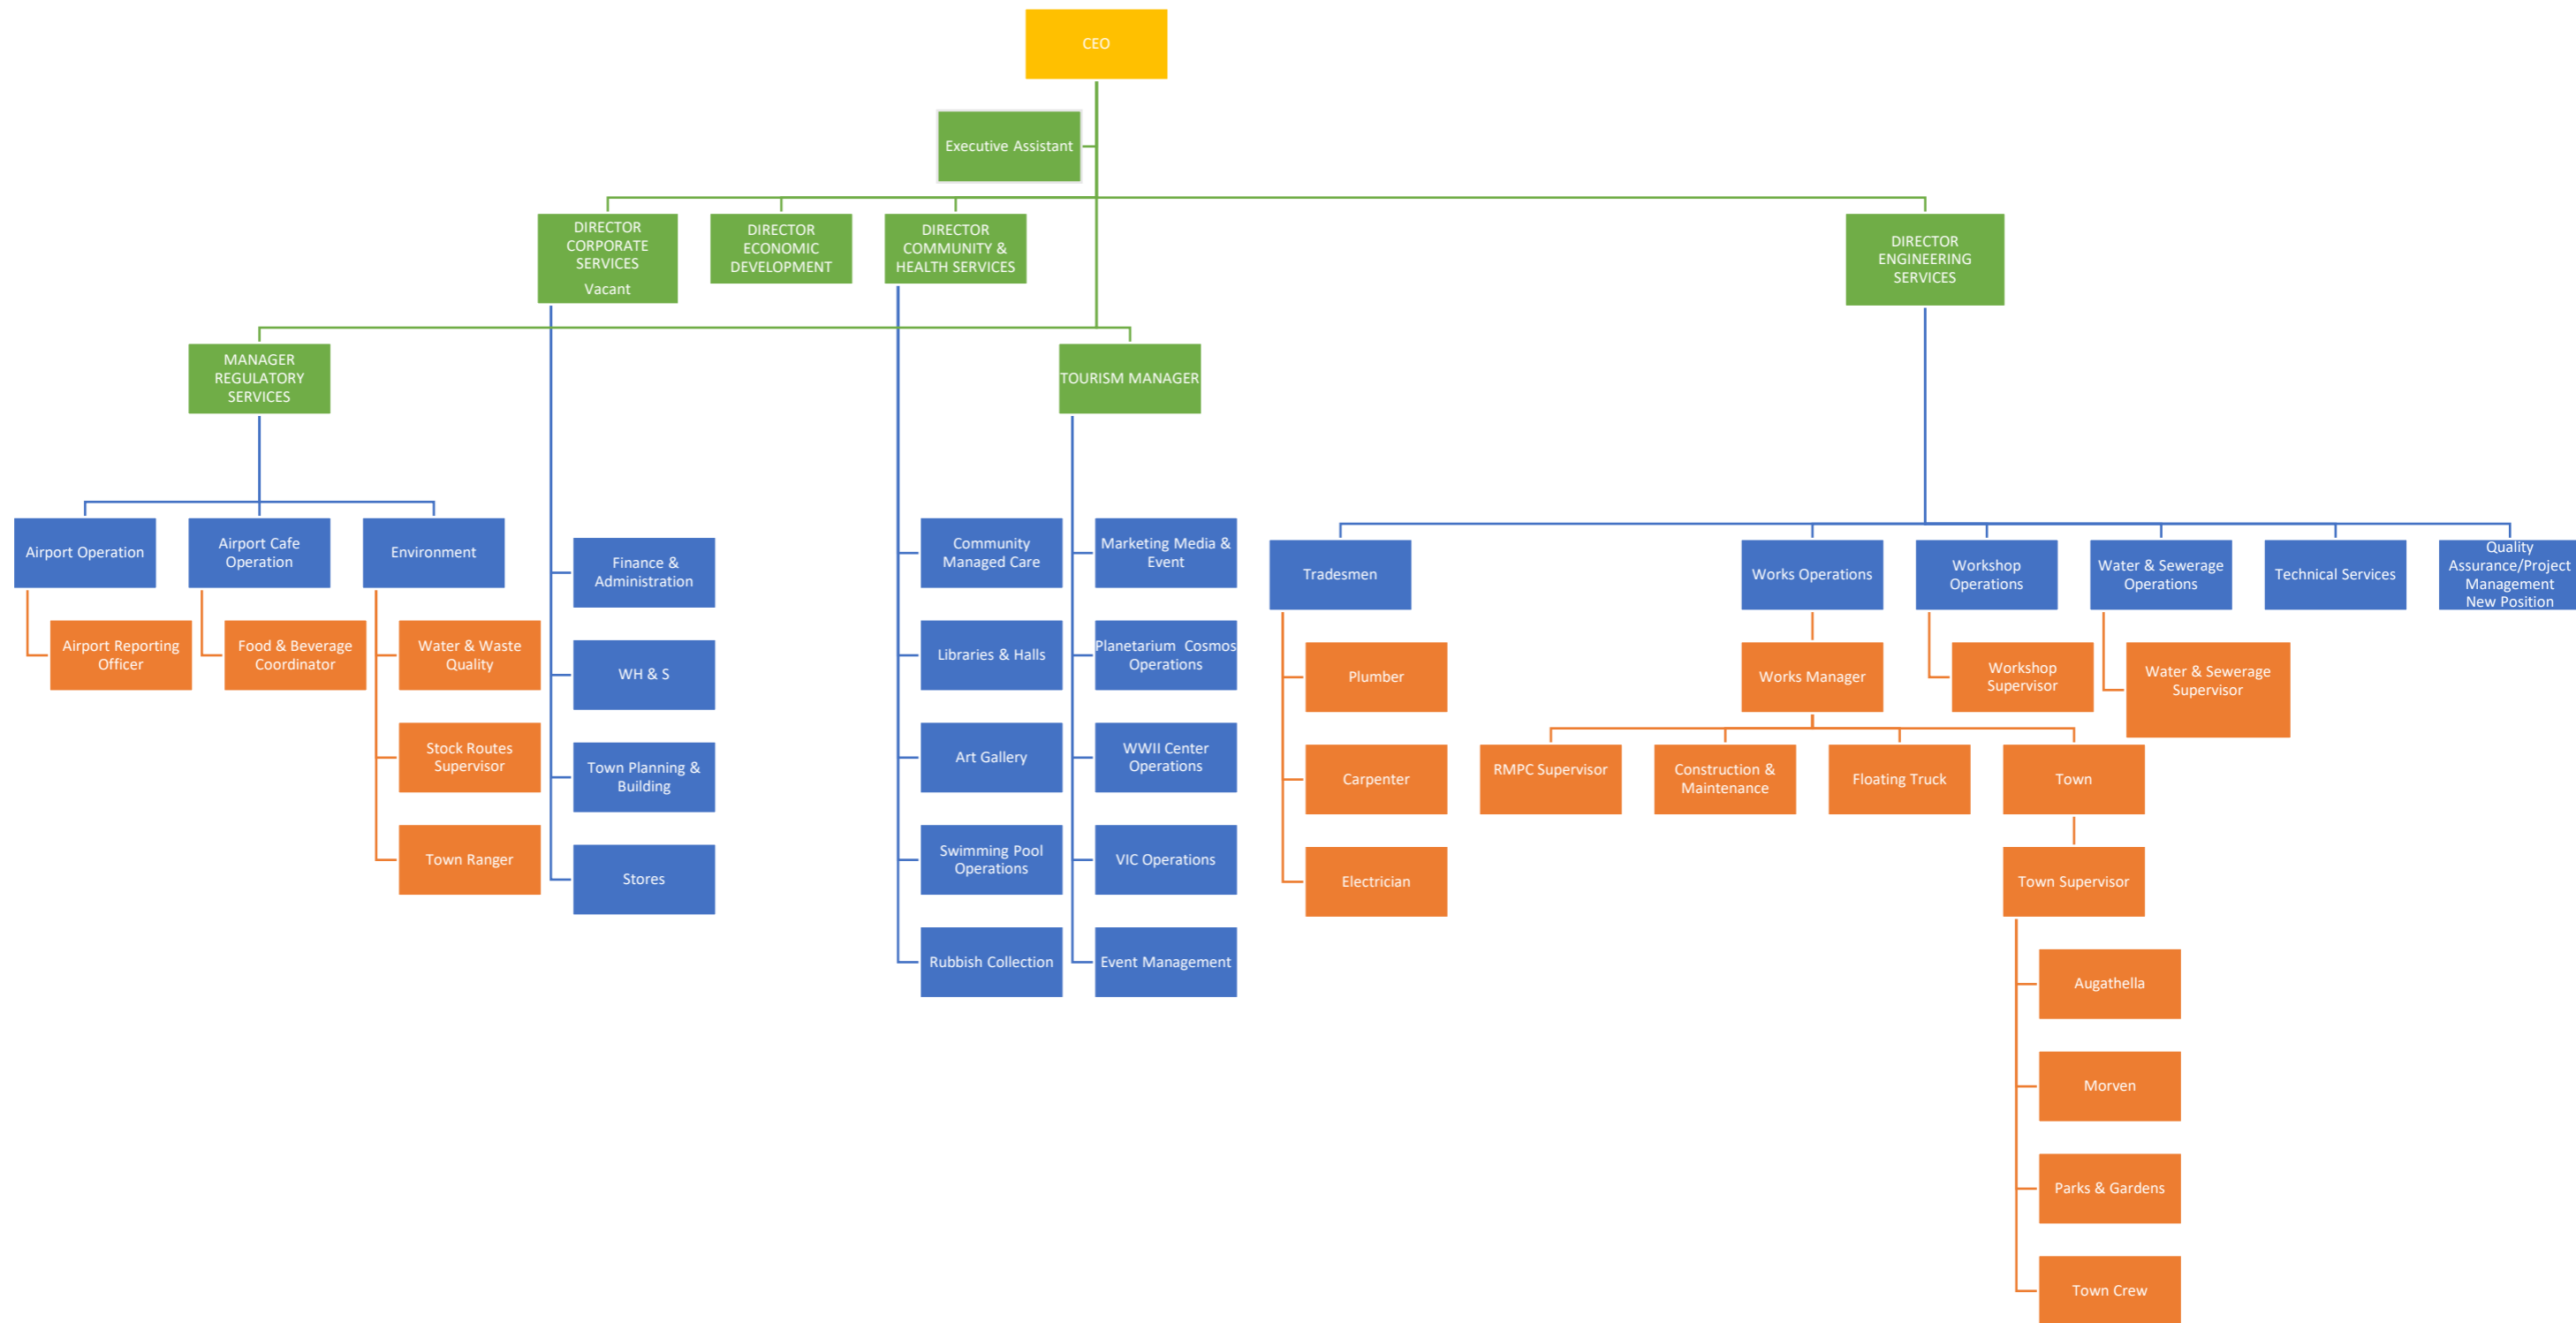 CEO
Executive Assistant
DIRECTOR
CORPORATE
SERVICES
Vacant
DIRECTOR
ECONOMIC
DEVELOPMENT
DIRECTOR
COMMUNITY &
HEALTH SERVICES
DIRECTOR
ENGINEERING
SERVICES
MANAGER
REGULATORY
SERVICES
TOURISM MANAGER
Airport Operation
Airport Cafe
Operation
Environment
Airport Reporting
Officer
Food & Beverage
Coordinator
Water & Waste
Quality
Stock Routes
Supervisor
Town Ranger
Finance &
Administration
WH & S
Town Planning &
Building
Stores
Community
Managed Care
Libraries & Halls
Art Gallery
Swimming Pool
Operations
Rubbish Collection
Marketing Media &
Event
Planetarium Cosmos
Operations
WWII Center
Operations
VIC Operations
Event Management
Tradesmen
Plumber
Carpenter
Electrician
Works Operations
Works Manager
RMPC Supervisor
Construction &
Maintenance
Floating Truck
Town
Town Supervisor
Augathella
Morven
Parks & Gardens
Town Crew
Workshop
Operations
Workshop
Supervisor
Water & Sewerage
Operations
Water & Sewerage
Supervisor
Technical Services
Quality
Assurance/Project
Management
New Position